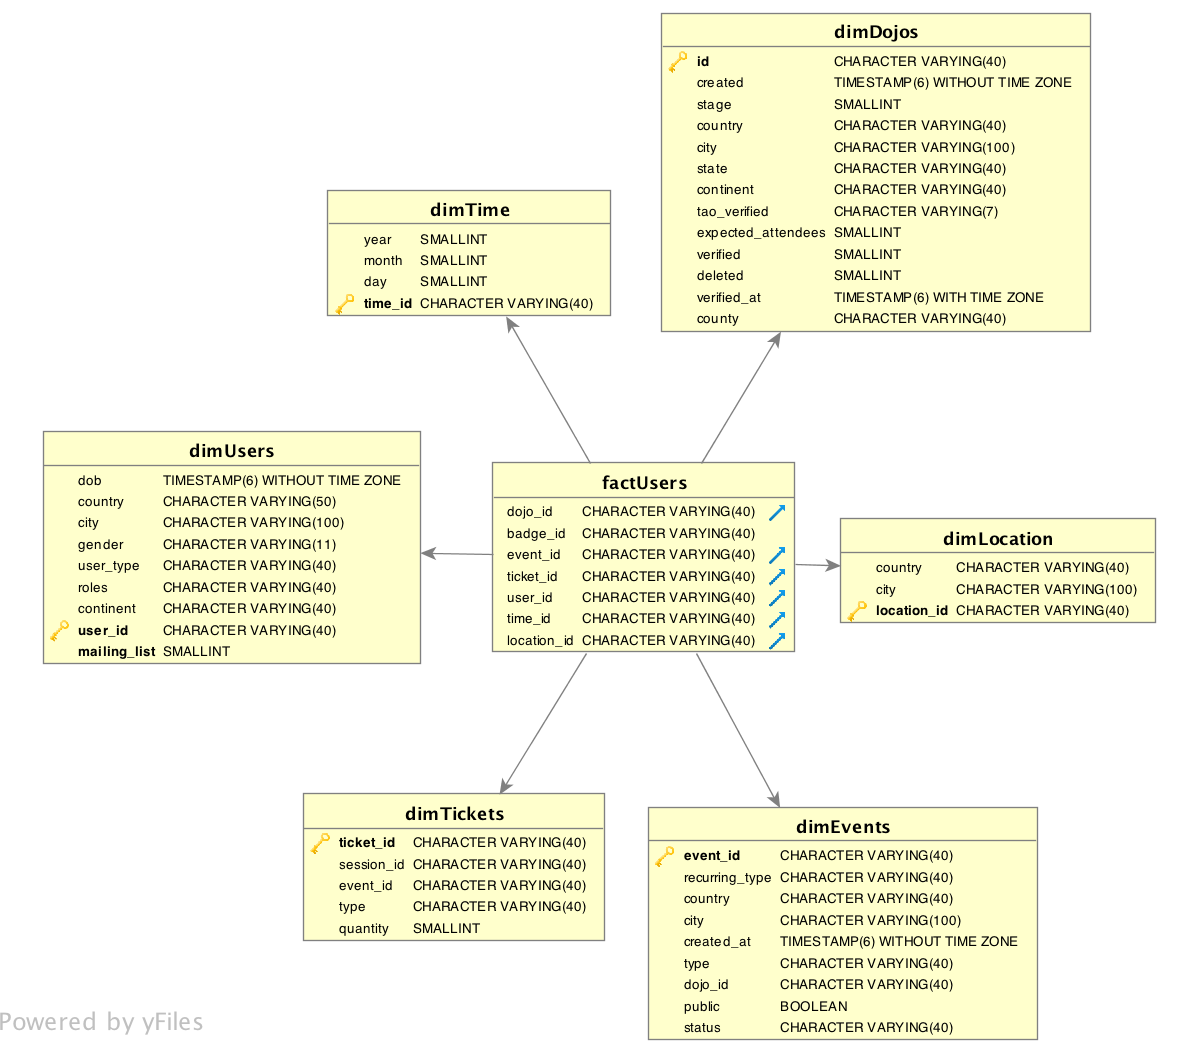 dimDojos
id CHARACTER VARYING(40)
created TIMESTAMP(6) WITHOUT TIME ZONE
stage SMALLINT
country CHARACTER VARYING(40)
city CHARACTER VARYING(100)
state CHARACTER VARYING(40)
continent CHARACTER VARYING(40)
tao_verified CHARACTER VARYING(7)
expected_attendees SMALLINT
verified SMALLINT
deleted SMALLINT
verified_at TIMESTAMP(6) WITH TIME ZONE
county CHARACTER VARYING(40)
dimTime
year SMALLINT
month SMALLINT
day SMALLINT
time_id CHARACTER VARYING(40)
dimUsers
dob TIMESTAMP(6) WITHOUT TIME ZONE
country CHARACTER VARYING(50)
city CHARACTER VARYING(100)
gender CHARACTER VARYING(11)
user_type CHARACTER VARYING(40)
roles CHARACTER VARYING(40)
continent CHARACTER VARYING(40)
user_id CHARACTER VARYING(40)
mailing_list SMALLINT
factUsers
dojo_id CHARACTER VARYING(40)
badge_id CHARACTER VARYING(40)
event_id CHARACTER VARYING(40)
ticket_id CHARACTER VARYING(40)
user_id CHARACTER VARYING(40)
time_id CHARACTER VARYING(40)
location_id CHARACTER VARYING(40)
dimLocation
country CHARACTER VARYING(40)
city CHARACTER VARYING(100)
location_id CHARACTER VARYING(40)
dimTickets
ticket_id CHARACTER VARYING(40)
session_id CHARACTER VARYING(40)
event_id CHARACTER VARYING(40)
type CHARACTER VARYING(40)
quantity SMALLINT
dimEvents
event_id CHARACTER VARYING(40)
recurring_type CHARACTER VARYING(40)
country CHARACTER VARYING(40)
city CHARACTER VARYING(100)
created_at TIMESTAMP(6) WITHOUT TIME ZONE
type CHARACTER VARYING(40)
dojo_id CHARACTER VARYING(40)
public BOOLEAN
status CHARACTER VARYING(40)
Powered by yFiles